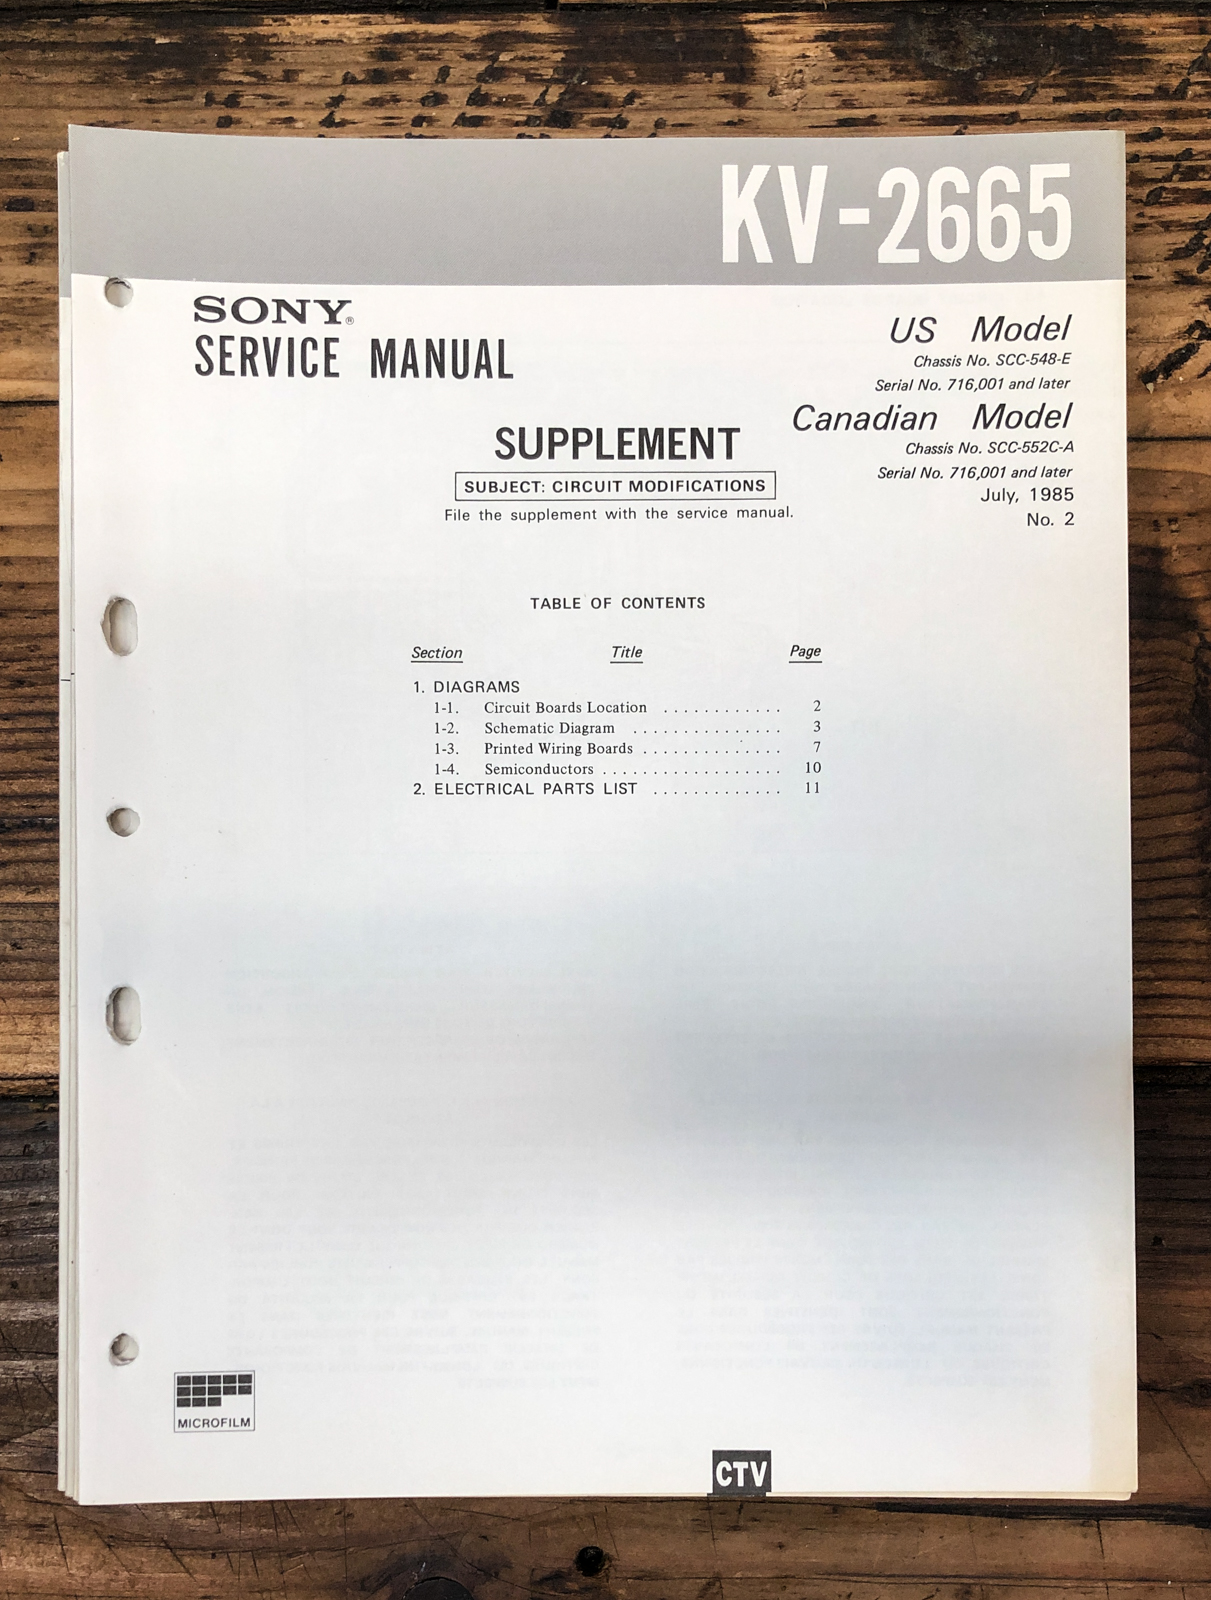 KV-2665
SONY®
SERVICE MANUAL
US Model
Chassis No. SCC-548-E
Serial No. 716,001 and later
Canadian Model
Chassis No. SCC-552C-A
Serial No. 716,001 and later
July, 1985
No. 2
SUPPLEMENT
SUBJECT: CIRCUIT MODIFICATIONS
File the supplement with the service manual.
TABLE OF CONTENTS
Section Title Page
1. DIAGRAMS
1-1. Circuit Boards Location ............ 2
1-2. Schematic Diagram ............... 3
1-3. Printed Wiring Boards .............. 7
1-4. Semiconductors .................. 10
2. ELECTRICAL PARTS LIST ............. 11
MICROFILM
CTV